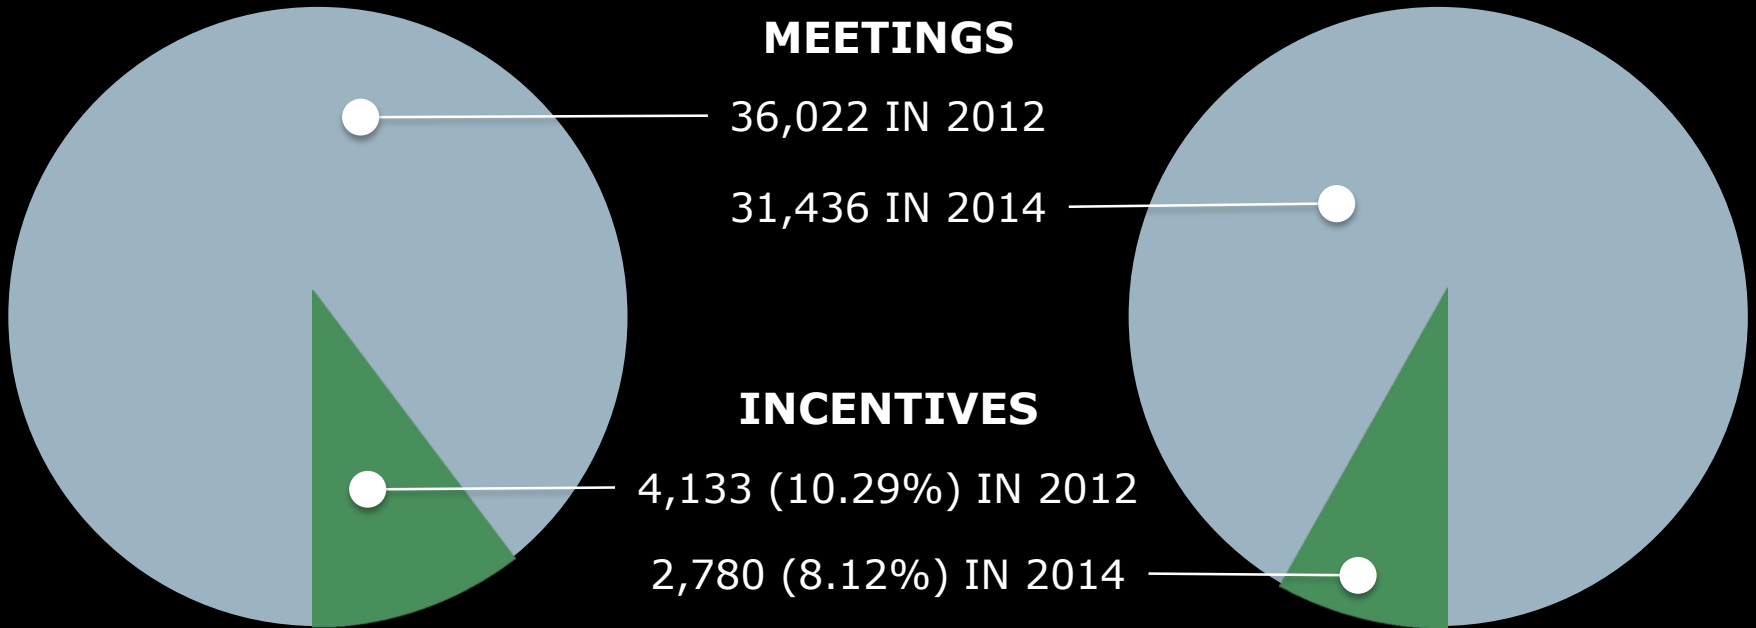 MEETINGS
36,022 IN 2012
31,436 IN 2014
INCENTIVES
4,133 (10.29%) IN 2012
2,780 (8.12%) IN 2014